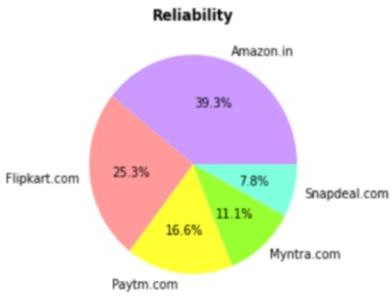 Reliability
Amazon.in
39.3%
Flipkart.com
25.3%
7.8%
Snapdeal.com
11.1%
16.6%
Myntra.com
Paytm.com